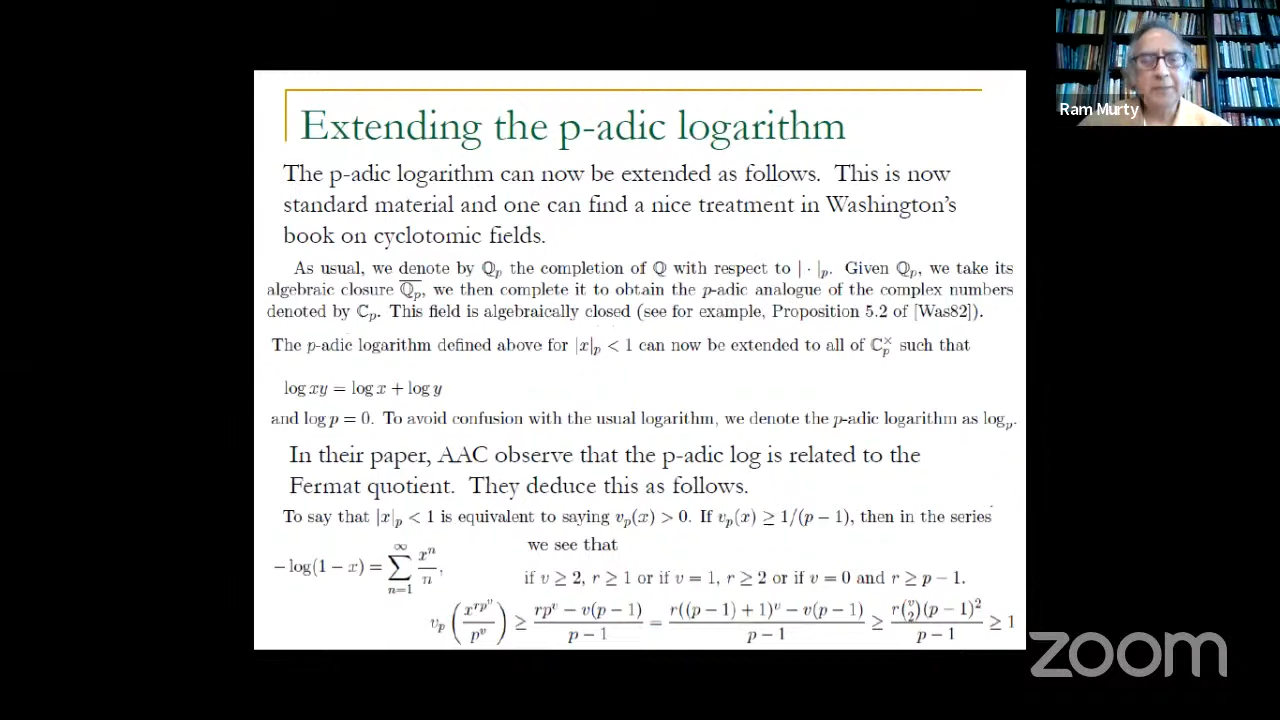 Ram Murty
Extending the p-adic logarithm
The p-adic logarithm can now be extended as follows. This is now
standard material and one can find a nice treatment in Washington's
book on cyclotomic fields.
As usual, we denote by ℚ_p the completion of ℚ with respect to |·|_p. Given ℚ_p, we take its
algebraic closure \overline{ℚ_p}, we then complete it to obtain the p-adic analogue of the complex numbers
denoted by ℂ_p. This field is algebraically closed (see for example, Proposition 5.2 of [Was82]).
The p-adic logarithm defined above for |x|_p < 1 can now be extended to all of ℂ_p^× such that
log xy = log x + log y
and log p = 0. To avoid confusion with the usual logarithm, we denote the p-adic logarithm as log_p.
In their paper, AAC observe that the p-adic log is related to the
Fermat quotient. They deduce this as follows.
To say that |x|_p < 1 is equivalent to saying v_p(x) > 0. If v_p(x) ≥ 1/(p − 1), then in the series
− log(1 − x) = \sum_{n=1}^{∞} \frac{x^n}{n},
we see that
if v ≥ 2, r ≥ 1 or if v = 1, r ≥ 2 or if v = 0 and r ≥ p − 1.
v_p \left( \frac{x^{rp^v}}{p^v} \right) ≥ \frac{rp^v − v(p − 1)}{p − 1} = \frac{r((p − 1) + 1)^v − v(p − 1)}{p − 1} ≥ \frac{r\binom{v}{2}(p − 1)^2}{p − 1} ≥ 1
zoom